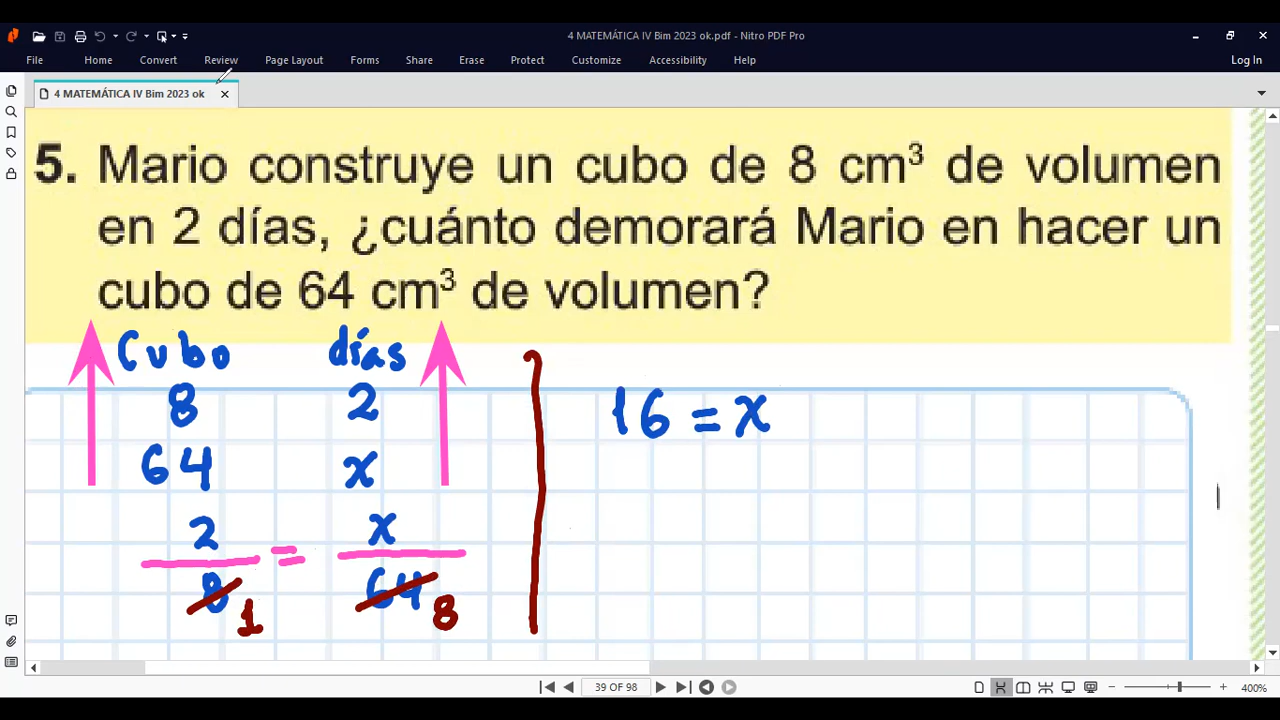 4 MATEMÁTICA IV Bim 2023 ok.pdf - Nitro PDF Pro
File Home Convert Review Page Layout Forms Share Erase Protect Customize Accessibility Help Log In
4 MATEMÁTICA IV Bim 2023 ok
5. Mario construye un cubo de 8 cm³ de volumen
en 2 días, ¿cuánto demorará Mario en hacer un
cubo de 64 cm³ de volumen?
Cubo días
8 2
64 x
2 = x
8 64
1 8
16 = x
39 OF 98
400%